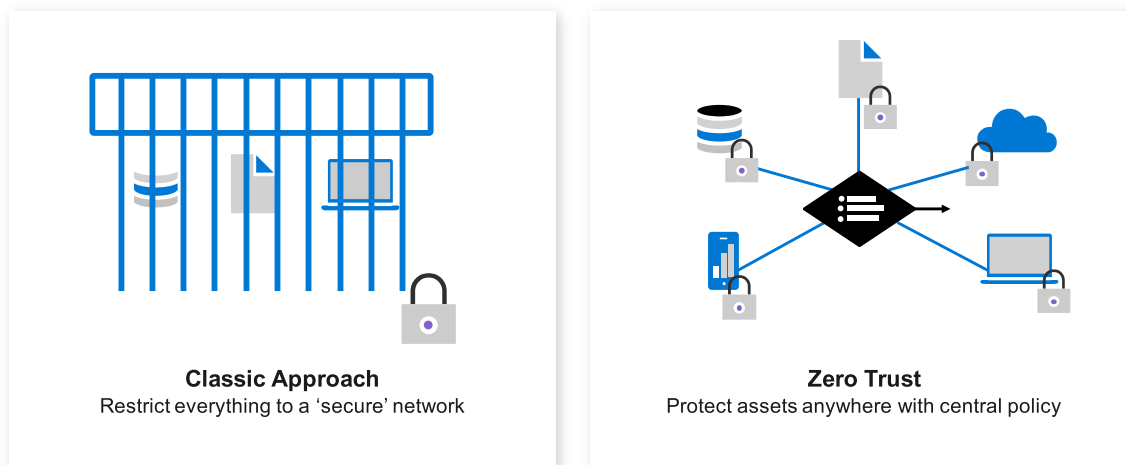 Classic Approach
Restrict everything to a ‘secure’ network
Zero Trust
Protect assets anywhere with central policy